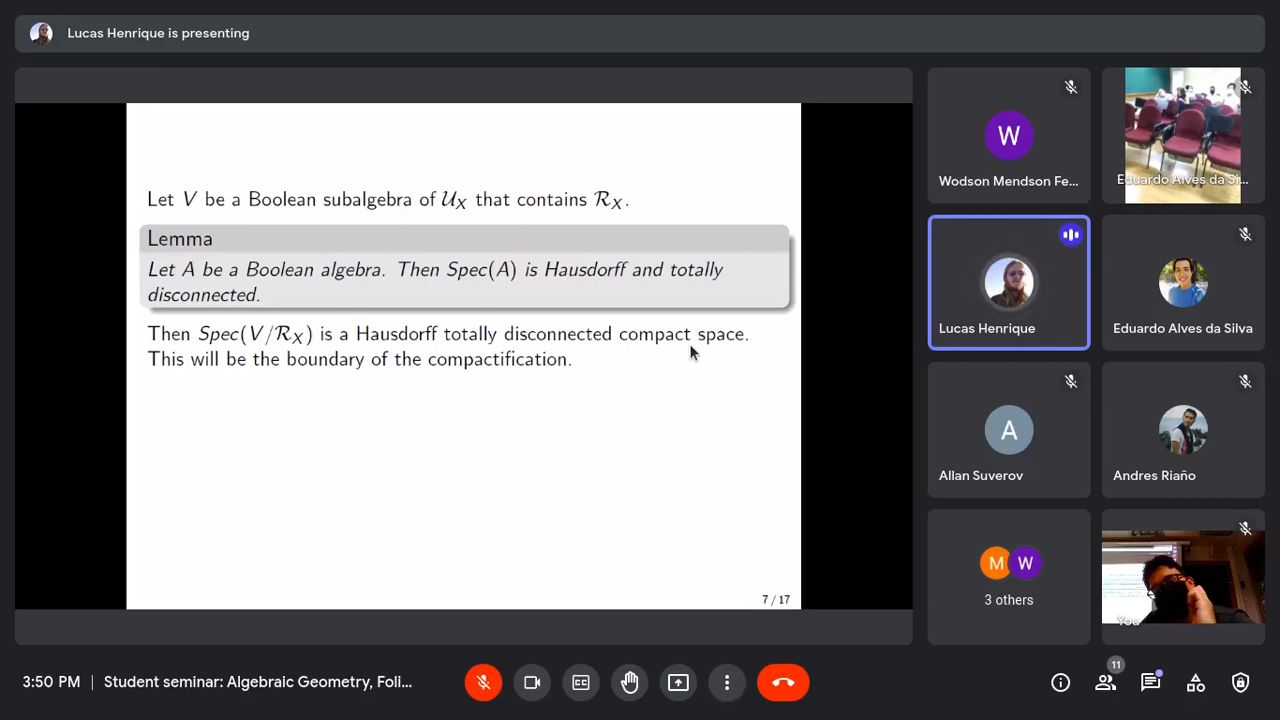 Lucas Henrique is presenting
Let V be a Boolean subalgebra of 𝒰_X that contains ℛ_X.
Lemma
Let A be a Boolean algebra. Then Spec(A) is Hausdorff and totally
disconnected.
Then Spec(V/ℛ_X) is a Hausdorff totally disconnected compact space.
This will be the boundary of the compactification.
7 / 17
W
Wodson Mendson Fe...
Eduardo Alves da Si...
Lucas Henrique
Eduardo Alves da Silva
A
Allan Suverov
Andres Riaño
M W
3 others
You
3:50 PM | Student seminar: Algebraic Geometry, Foli...
CC
11